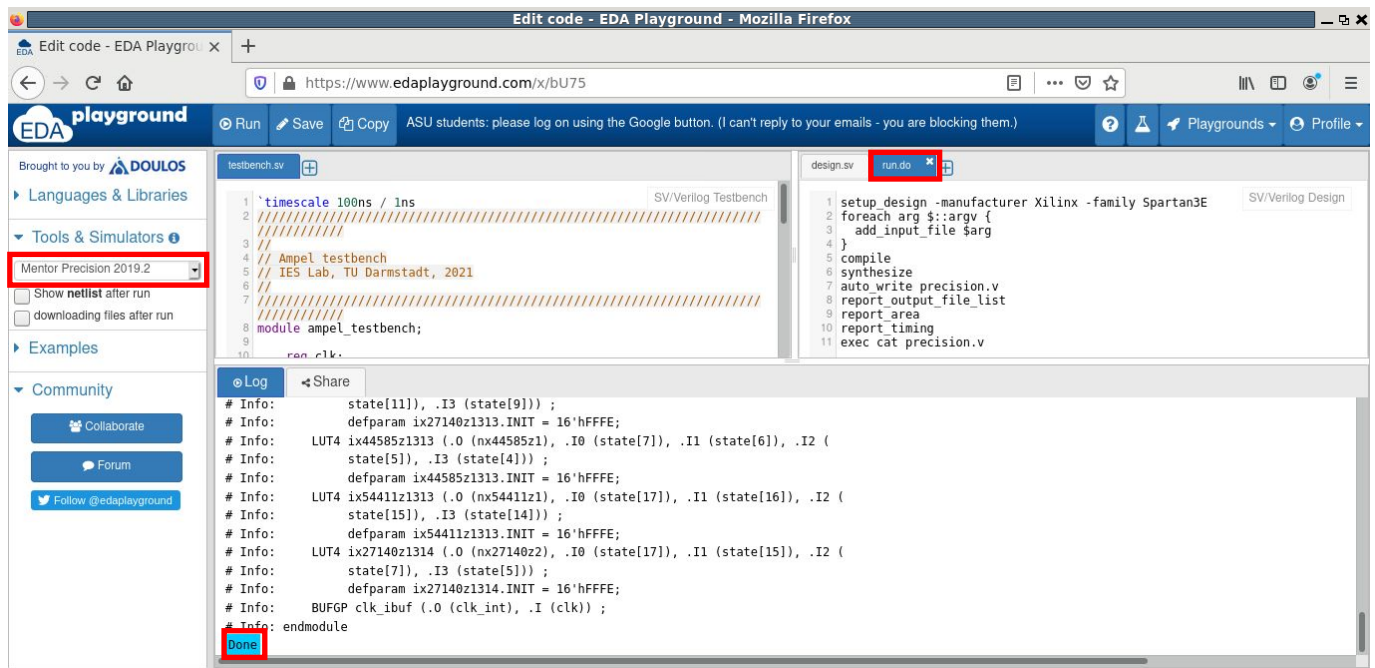 Edit code - EDA Playground - Mozilla Firefox
EDA Edit code - EDA Playgrou
https://www.edaplayground.com/x/bU75
EDA playground
Run Save Copy ASU students: please log on using the Google button. (I can't reply to your emails - you are blocking them.) Playgrounds Profile
Brought to you by DOULOS
Languages & Libraries
Tools & Simulators
Mentor Precision 2019.2
Show netlist after run
downloading files after run
Examples
Community
Collaborate
Forum
Follow @edaplayground
testbench.sv
SV/Verilog Testbench
1 `timescale 100ns / 1ns
2 //////////////////////////////////////////////////////////////////
////////////
3 //
4 // Ampel testbench
5 // IES Lab, TU Darmstadt, 2021
6 //
7 //////////////////////////////////////////////////////////////////
////////////
8 module ampel_testbench;
9
10 reg clk;
design.sv run.do
SV/Verilog Design
1 setup_design -manufacturer Xilinx -family Spartan3E
2 foreach arg $::argv {
3 add_input_file $arg
4 }
5 compile
6 synthesize
7 auto_write precision.v
8 report_output_file_list
9 report_area
10 report_timing
11 exec cat precision.v
Log Share
# Info: state[11]), .I3 (state[9])) ;
# Info: defparam ix27140z1313.INIT = 16'hFFFE;
# Info: LUT4 ix44585z1313 (.O (nx44585z1), .I0 (state[7]), .I1 (state[6]), .I2 (
# Info: state[5]), .I3 (state[4])) ;
# Info: defparam ix44585z1313.INIT = 16'hFFFE;
# Info: LUT4 ix54411z1313 (.O (nx54411z1), .I0 (state[17]), .I1 (state[16]), .I2 (
# Info: state[15]), .I3 (state[14])) ;
# Info: defparam ix54411z1313.INIT = 16'hFFFE;
# Info: LUT4 ix27140z1314 (.O (nx27140z2), .I0 (state[17]), .I1 (state[15]), .I2 (
# Info: state[7]), .I3 (state[5])) ;
# Info: defparam ix27140z1314.INIT = 16'hFFFE;
# Info: BUFGP clk_ibuf (.O (clk_int), .I (clk)) ;
# Info: endmodule
Done